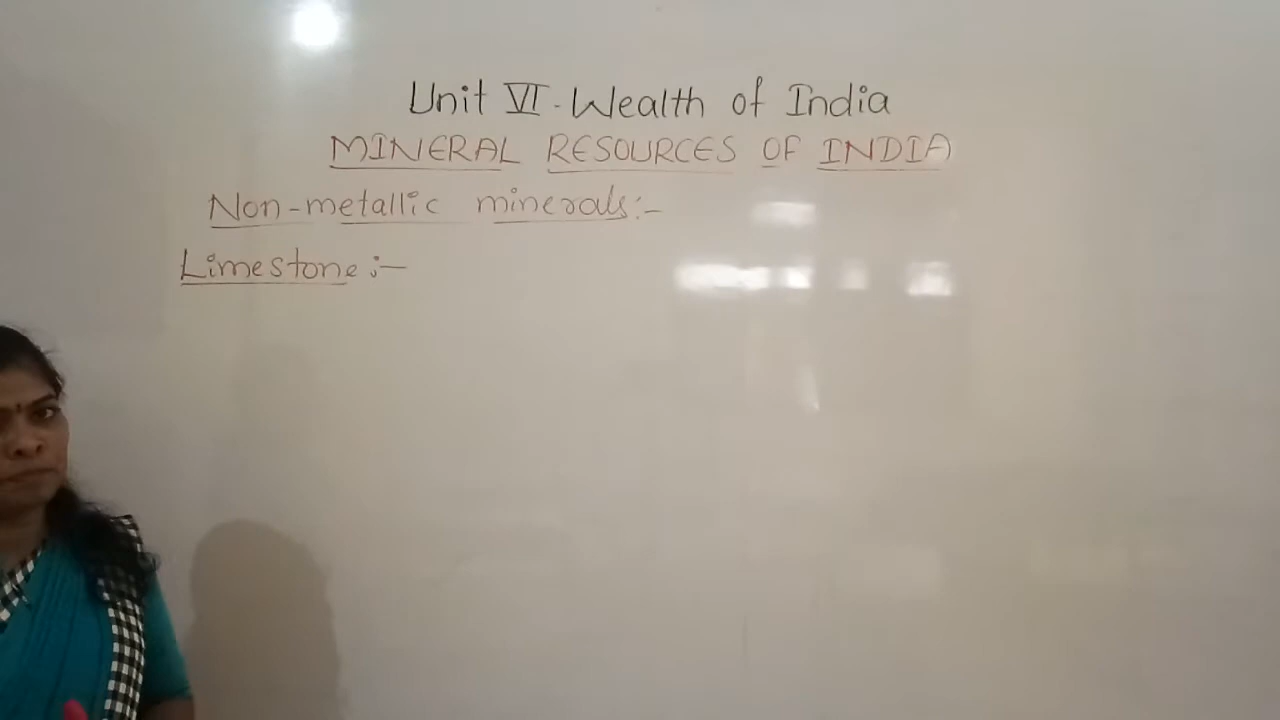 Unit VI - Wealth of India
MINERAL RESOURCES OF INDIA
Non-metallic minerals:-
Limestone:-